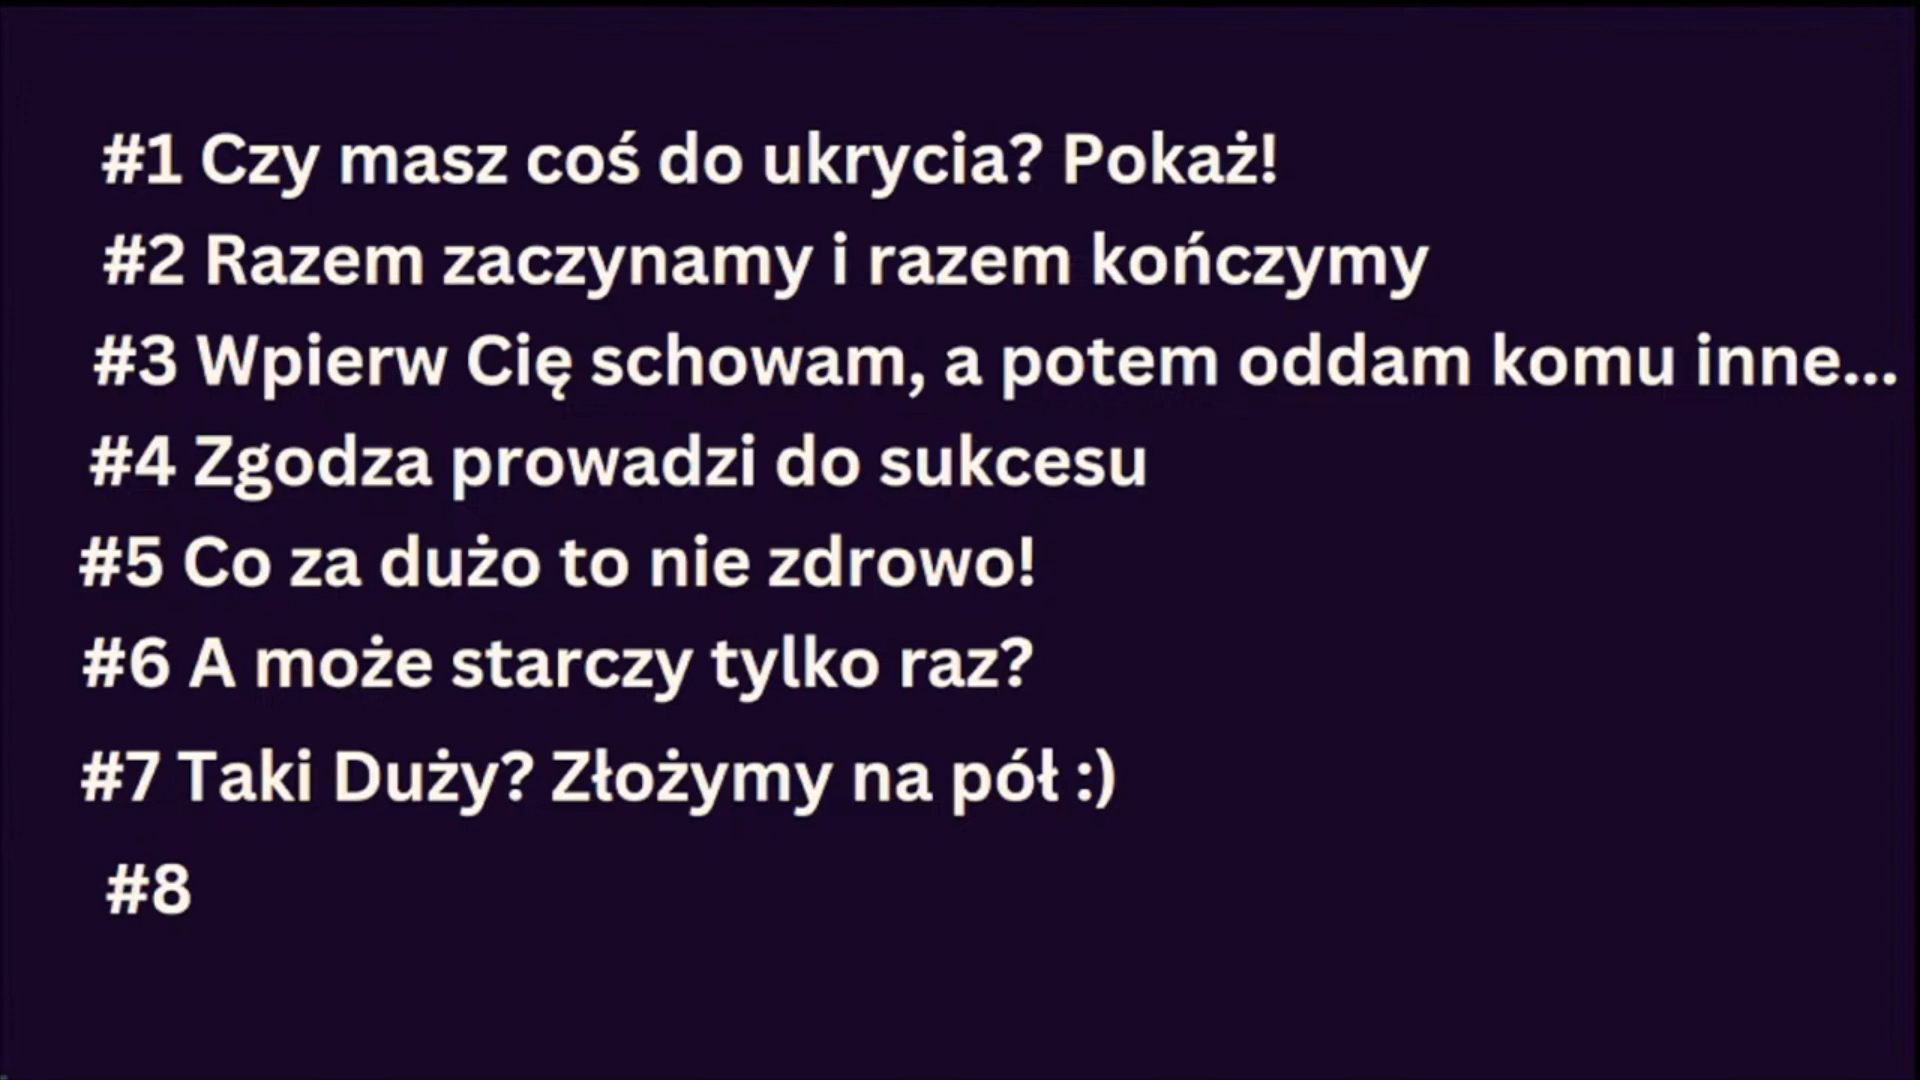 #1 Czy masz coś do ukrycia? Pokaż!
#2 Razem zaczynamy i razem kończymy
#3 Wpierw Cię schowam, a potem oddam komu inne...
#4 Zgodza prowadzi do sukcesu
#5 Co za dużo to nie zdrowo!
#6 A może starczy tylko raz?
#7 Taki Duży? Złożymy na pół :)
#8